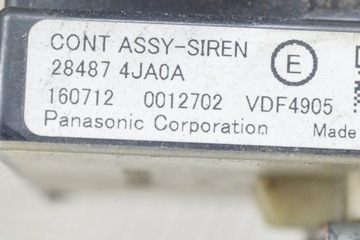 CONT ASSY-SIREN
28487 4JA0A
E
160712 0012702 VDF4905
Panasonic Corporation Made